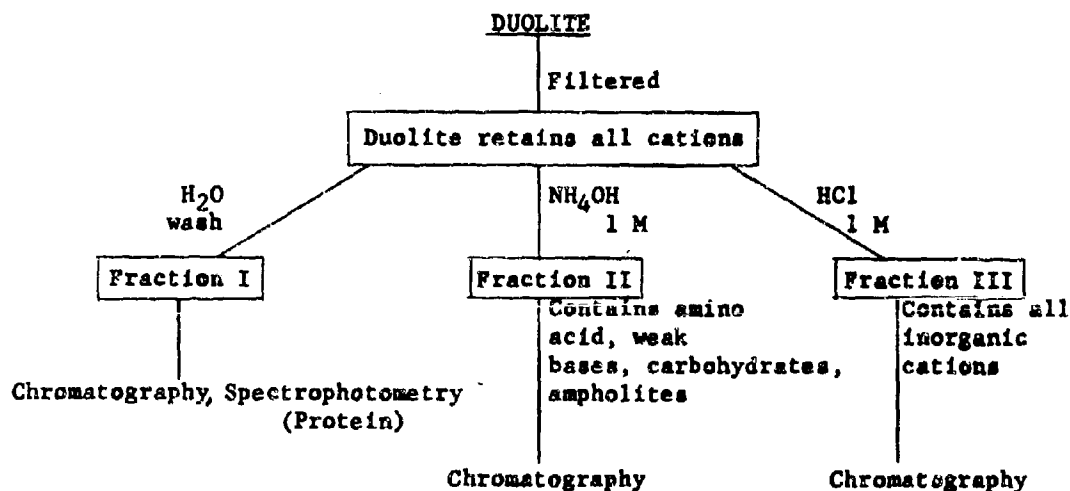 DUOLITE
Filtered
Duolite retains all cations
H₂O
wash
NH₄OH
1 M
HCl
1 M
Fraction I
Fraction II
Fraction III
Contains amino
acid, weak
bases, carbohydrates,
ampholites
Contains all
inorganic
cations
Chromatography, Spectrophotometry
(Protein)
Chromatography
Chromatography